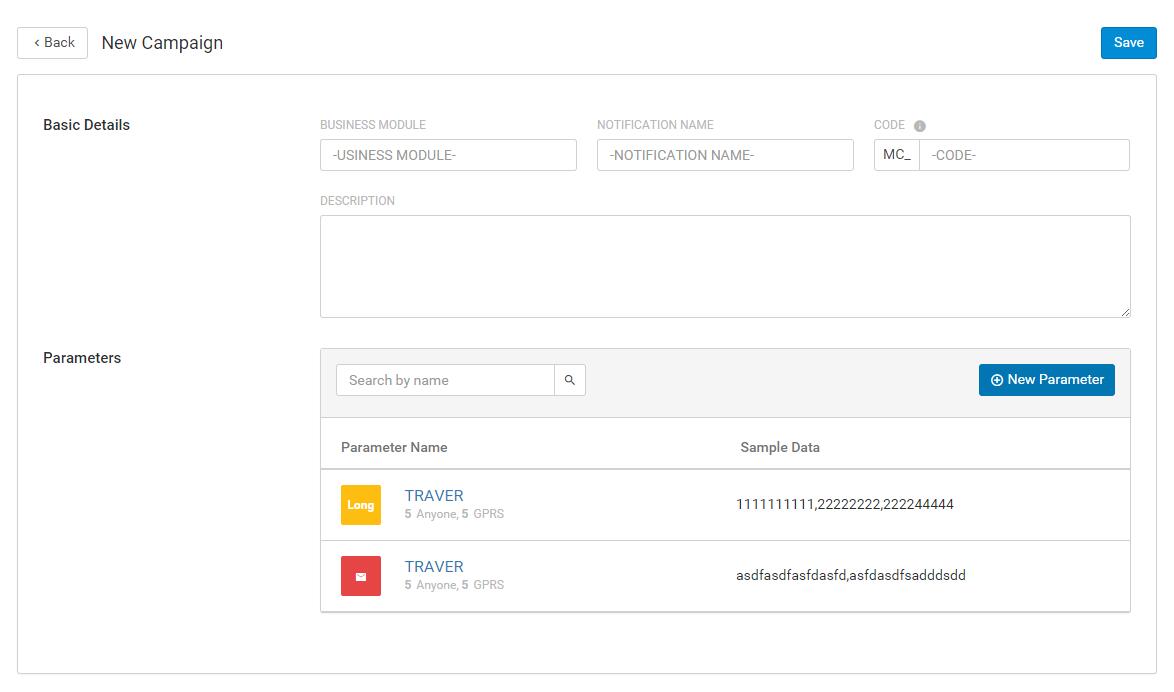 ‹ Back New Campaign Save
Basic Details
BUSINESS MODULE NOTIFICATION NAME CODE i
-USINESS MODULE- -NOTIFICATION NAME- MC_ -CODE-
DESCRIPTION
Parameters
Search by name New Parameter
Parameter Name Sample Data
Long TRAVER
5 Anyone, 5 GPRS
1111111111,22222222,222244444
TRAVER
5 Anyone, 5 GPRS
asdfasdfasfdasfd,asfdasdfsadddsdd